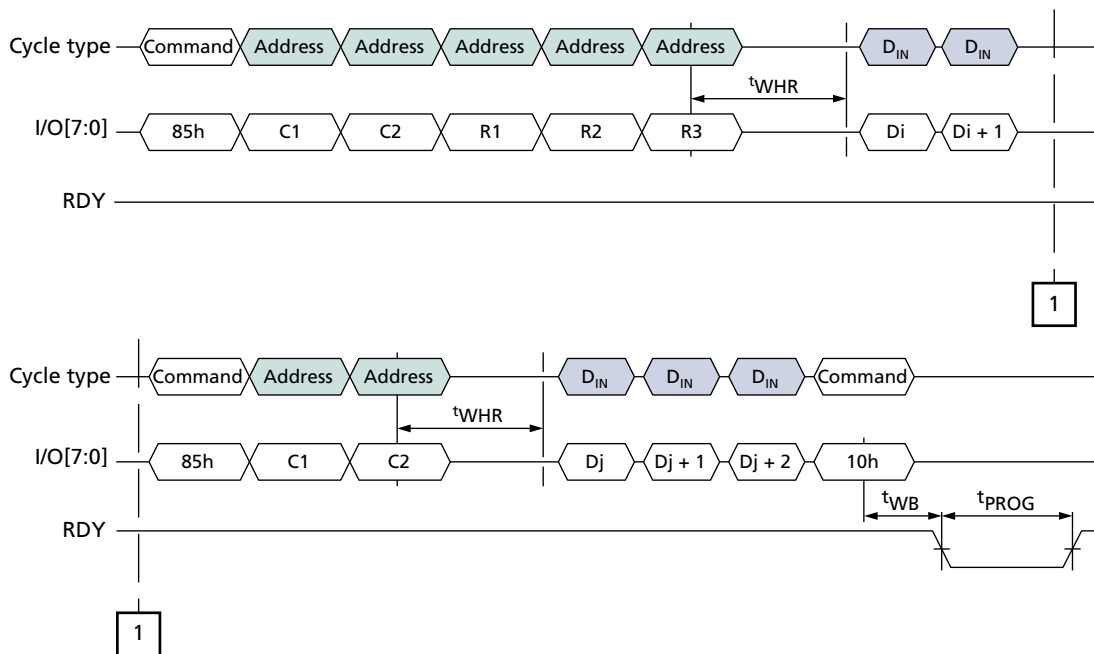 Cycle type Command Address Address Address Address Address DIN DIN
tWHR
I/O[7:0] 85h C1 C2 R1 R2 R3 Di Di + 1
RDY
1
Cycle type Command Address Address DIN DIN DIN Command
tWHR
I/O[7:0] 85h C1 C2 Dj Dj + 1 Dj + 2 10h
tWB tPROG
RDY
1